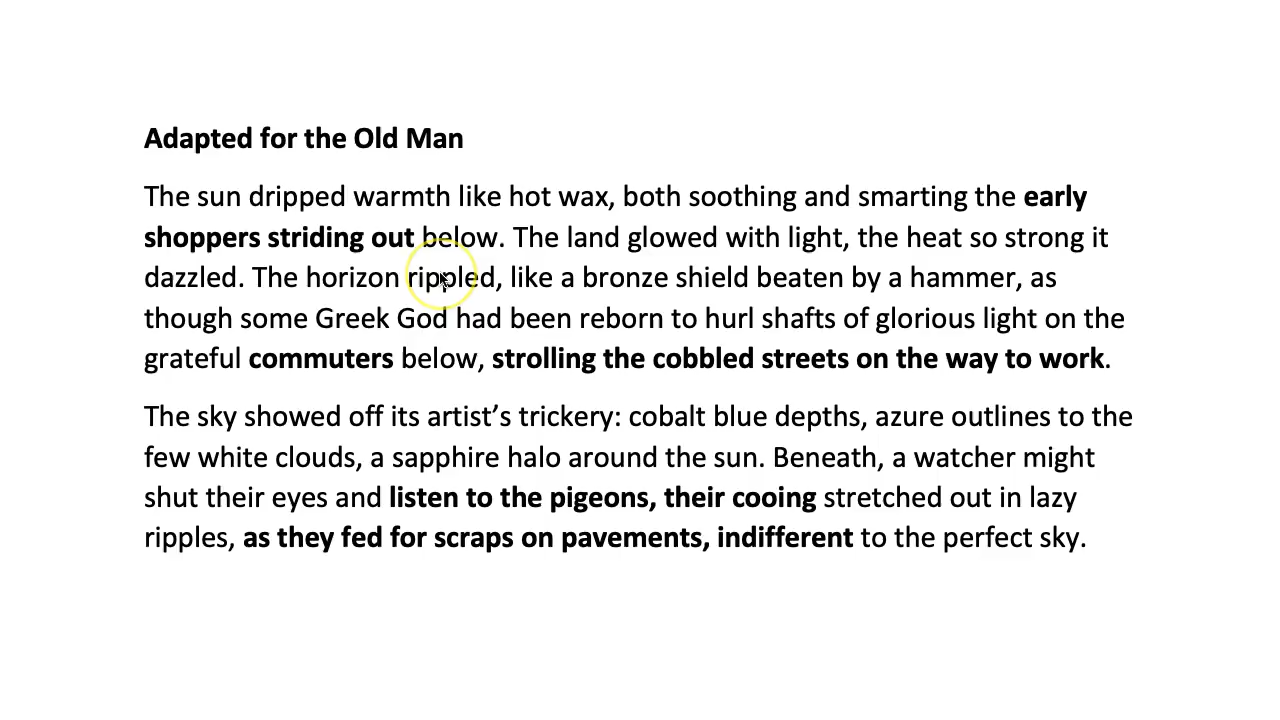 Adapted for the Old Man
The sun dripped warmth like hot wax, both soothing and smarting the early
shoppers striding out below. The land glowed with light, the heat so strong it
dazzled. The horizon rippled, like a bronze shield beaten by a hammer, as
though some Greek God had been reborn to hurl shafts of glorious light on the
grateful commuters below, strolling the cobbled streets on the way to work.
The sky showed off its artist’s trickery: cobalt blue depths, azure outlines to the
few white clouds, a sapphire halo around the sun. Beneath, a watcher might
shut their eyes and listen to the pigeons, their cooing stretched out in lazy
ripples, as they fed for scraps on pavements, indifferent to the perfect sky.